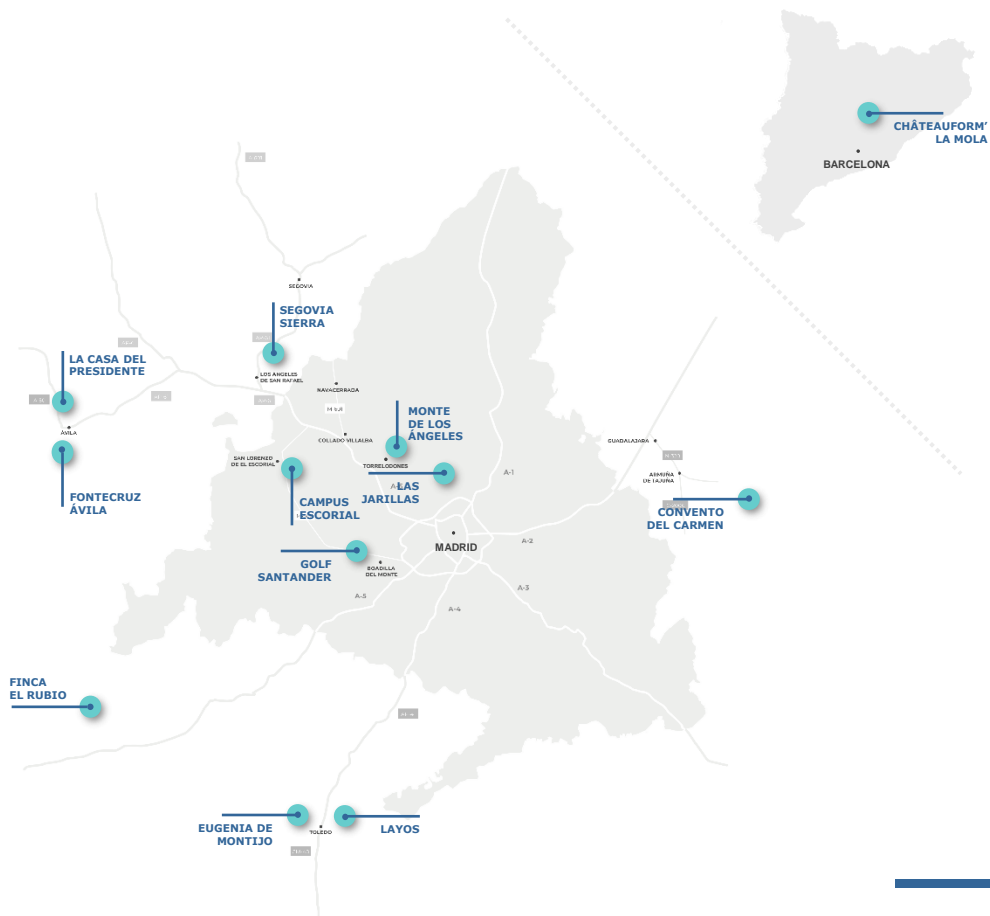 CHÂTEAUFORM'
LA MOLA
BARCELONA
SEGOVIA
SEGOVIA
SIERRA
LA CASA DEL
PRESIDENTE
LOS ÁNGELES
DE SAN RAFAEL
NAVACERRADA
MONTE
DE LOS
ÁNGELES
ÁVILA
COLLADO VILLALBA
GUADALAJARA
SAN LORENZO
DE EL ESCORIAL
TORRELODONES
A-1
ARMUÑA
DE TAJUÑA
LAS
JARILLAS
FONTECRUZ
ÁVILA
CAMPUS
ESCORIAL
CONVENTO
DEL CARMEN
MADRID
A-2
GOLF
SANTANDER
BOADILLA
DEL MONTE
A-3
A-5
A-4
FINCA
EL RUBIO
EUGENIA DE
MONTIJO
TOLEDO
LAYOS